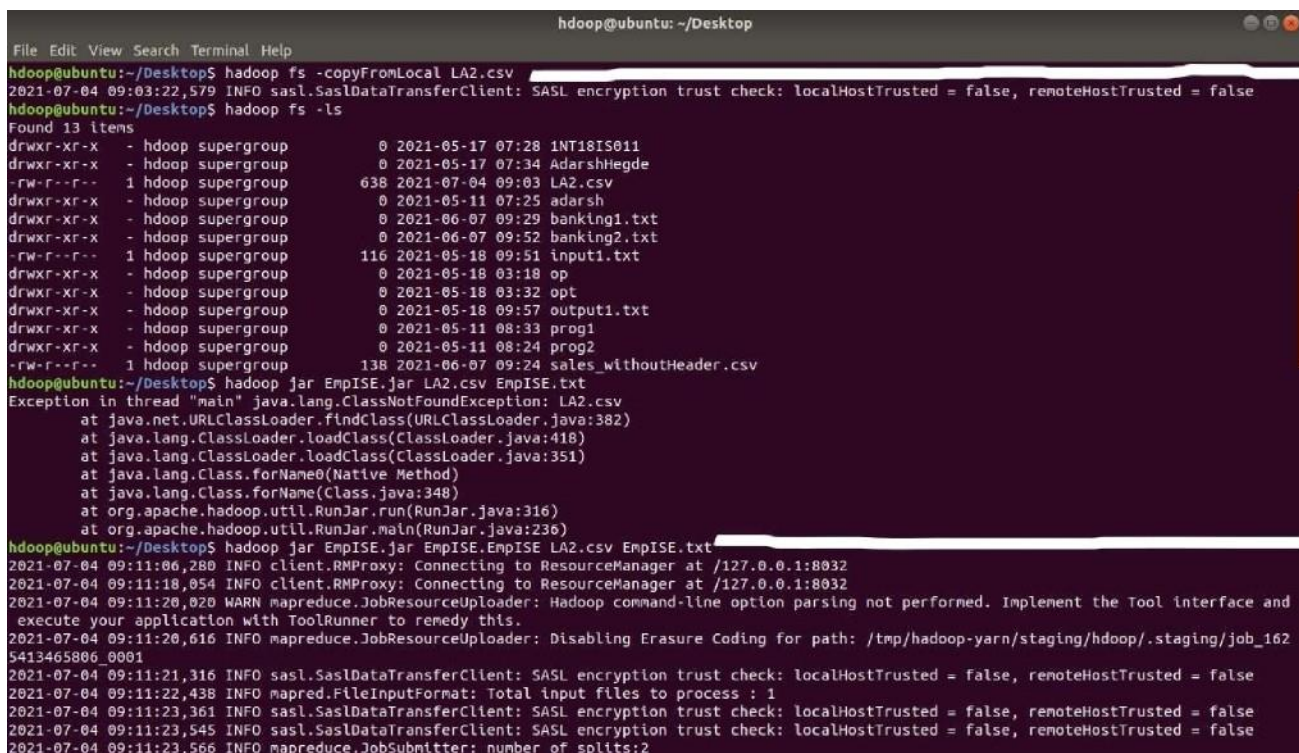 hdoop@ubuntu: ~/Desktop
File Edit View Search Terminal Help
hdoop@ubuntu:~/Desktop$ hadoop fs -copyFromLocal LA2.csv
2021-07-04 09:03:22,579 INFO sasl.SaslDataTransferClient: SASL encryption trust check: localHostTrusted = false, remoteHostTrusted = false
hdoop@ubuntu:~/Desktop$ hadoop fs -ls
Found 13 items
drwxr-xr-x   - hdoop supergroup          0 2021-05-17 07:28 1NT18IS011
drwxr-xr-x   - hdoop supergroup          0 2021-05-17 07:34 AdarshHegde
-rw-r--r--   1 hdoop supergroup        638 2021-07-04 09:03 LA2.csv
drwxr-xr-x   - hdoop supergroup          0 2021-05-11 07:25 adarsh
drwxr-xr-x   - hdoop supergroup          0 2021-06-07 09:29 banking1.txt
drwxr-xr-x   - hdoop supergroup          0 2021-06-07 09:52 banking2.txt
-rw-r--r--   1 hdoop supergroup        116 2021-05-18 09:51 input1.txt
drwxr-xr-x   - hdoop supergroup          0 2021-05-18 03:18 op
drwxr-xr-x   - hdoop supergroup          0 2021-05-18 03:32 opt
drwxr-xr-x   - hdoop supergroup          0 2021-05-18 09:57 output1.txt
drwxr-xr-x   - hdoop supergroup          0 2021-05-11 08:33 prog1
drwxr-xr-x   - hdoop supergroup          0 2021-05-11 08:24 prog2
-rw-r--r--   1 hdoop supergroup        138 2021-06-07 09:24 sales_withoutHeader.csv
hdoop@ubuntu:~/Desktop$ hadoop jar EmpISE.jar LA2.csv EmpISE.txt
Exception in thread "main" java.lang.ClassNotFoundException: LA2.csv
        at java.net.URLClassLoader.findClass(URLClassLoader.java:382)
        at java.lang.ClassLoader.loadClass(ClassLoader.java:418)
        at java.lang.ClassLoader.loadClass(ClassLoader.java:351)
        at java.lang.Class.forName0(Native Method)
        at java.lang.Class.forName(Class.java:348)
        at org.apache.hadoop.util.RunJar.run(RunJar.java:316)
        at org.apache.hadoop.util.RunJar.main(RunJar.java:236)
hdoop@ubuntu:~/Desktop$ hadoop jar EmpISE.jar EmpISE.EmpISE LA2.csv EmpISE.txt
2021-07-04 09:11:06,280 INFO client.RMProxy: Connecting to ResourceManager at /127.0.0.1:8032
2021-07-04 09:11:18,054 INFO client.RMProxy: Connecting to ResourceManager at /127.0.0.1:8032
2021-07-04 09:11:20,020 WARN mapreduce.JobResourceUploader: Hadoop command-line option parsing not performed. Implement the Tool interface and
 execute your application with ToolRunner to remedy this.
2021-07-04 09:11:20,616 INFO mapreduce.JobResourceUploader: Disabling Erasure Coding for path: /tmp/hadoop-yarn/staging/hdoop/.staging/job_162
5413465806_0001
2021-07-04 09:11:21,316 INFO sasl.SaslDataTransferClient: SASL encryption trust check: localHostTrusted = false, remoteHostTrusted = false
2021-07-04 09:11:22,438 INFO mapred.FileInputFormat: Total input files to process : 1
2021-07-04 09:11:23,361 INFO sasl.SaslDataTransferClient: SASL encryption trust check: localHostTrusted = false, remoteHostTrusted = false
2021-07-04 09:11:23,545 INFO sasl.SaslDataTransferClient: SASL encryption trust check: localHostTrusted = false, remoteHostTrusted = false
2021-07-04 09:11:23,566 INFO mapreduce.JobSubmitter: number of splits:2